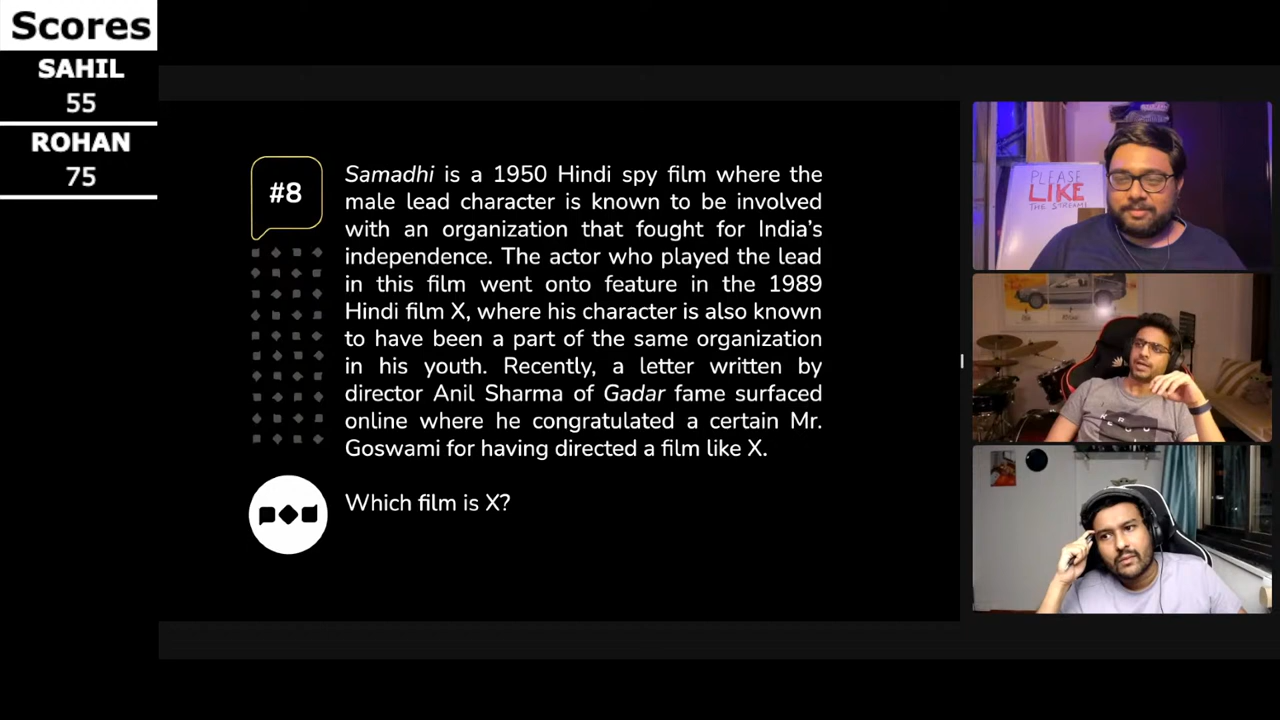 Scores
SAHIL
55
ROHAN
75
#8
Samadhi is a 1950 Hindi spy film where the
male lead character is known to be involved
with an organization that fought for India's
independence. The actor who played the lead
in this film went onto feature in the 1989
Hindi film X, where his character is also known
to have been a part of the same organization
in his youth. Recently, a letter written by
director Anil Sharma of Gadar fame surfaced
online where he congratulated a certain Mr.
Goswami for having directed a film like X.
Which film is X?
PLEASE
LIKE
THE STREAM!